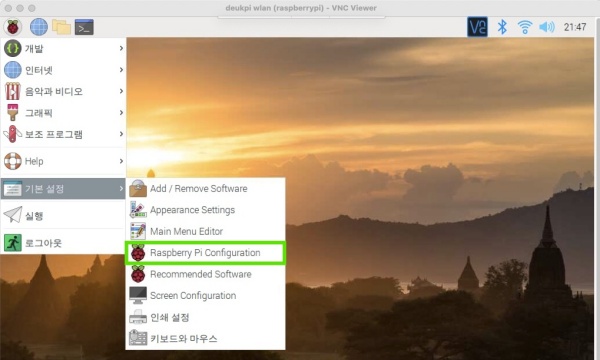 deukpi wlan (raspberrypi) - VNC Viewer
21:47
개발
인터넷
음악과 비디오
그래픽
보조 프로그램
Help
기본 설정
실행
로그아웃
Add / Remove Software
Appearance Settings
Main Menu Editor
Raspberry Pi Configuration
Recommended Software
Screen Configuration
인쇄 설정
키보드와 마우스